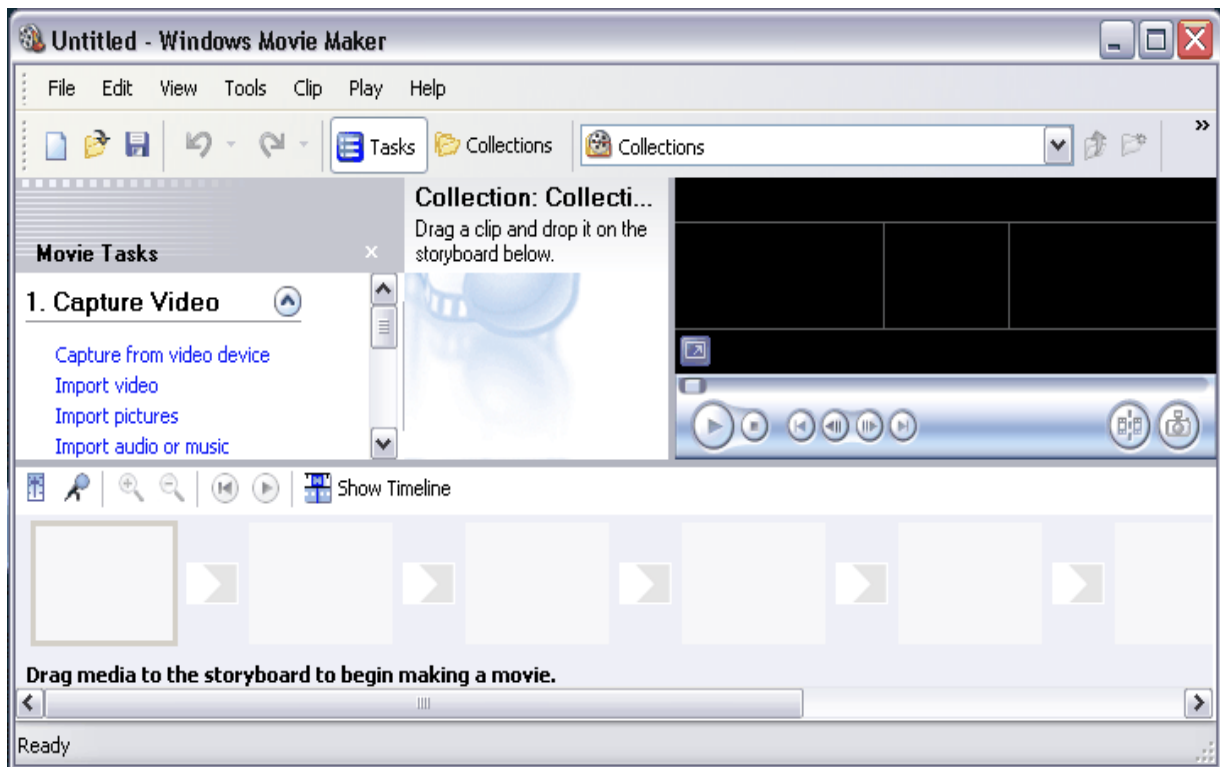 Untitled - Windows Movie Maker
File Edit View Tools Clip Play Help
Tasks Collections Collections
»
Movie Tasks
Collection: Collecti...
Drag a clip and drop it on the
storyboard below.
1. Capture Video
Capture from video device
Import video
Import pictures
Import audio or music
Show Timeline
Drag media to the storyboard to begin making a movie.
Ready